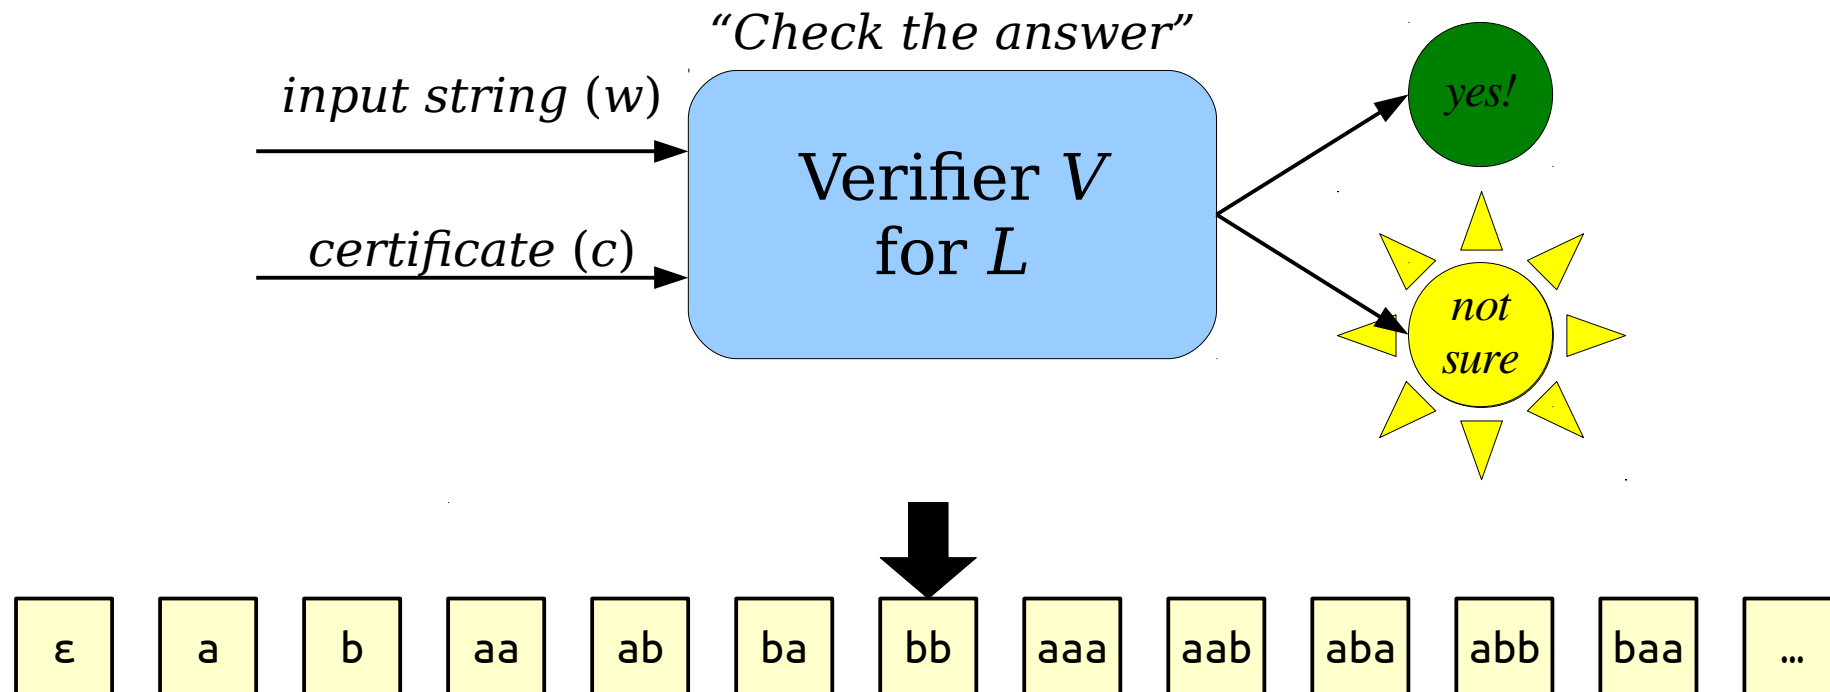 “Check the answer”
input string (w)
certificate (c)
Verifier V
for L
yes!
not
sure
ε a b aa ab ba bb aaa aab aba abb baa …